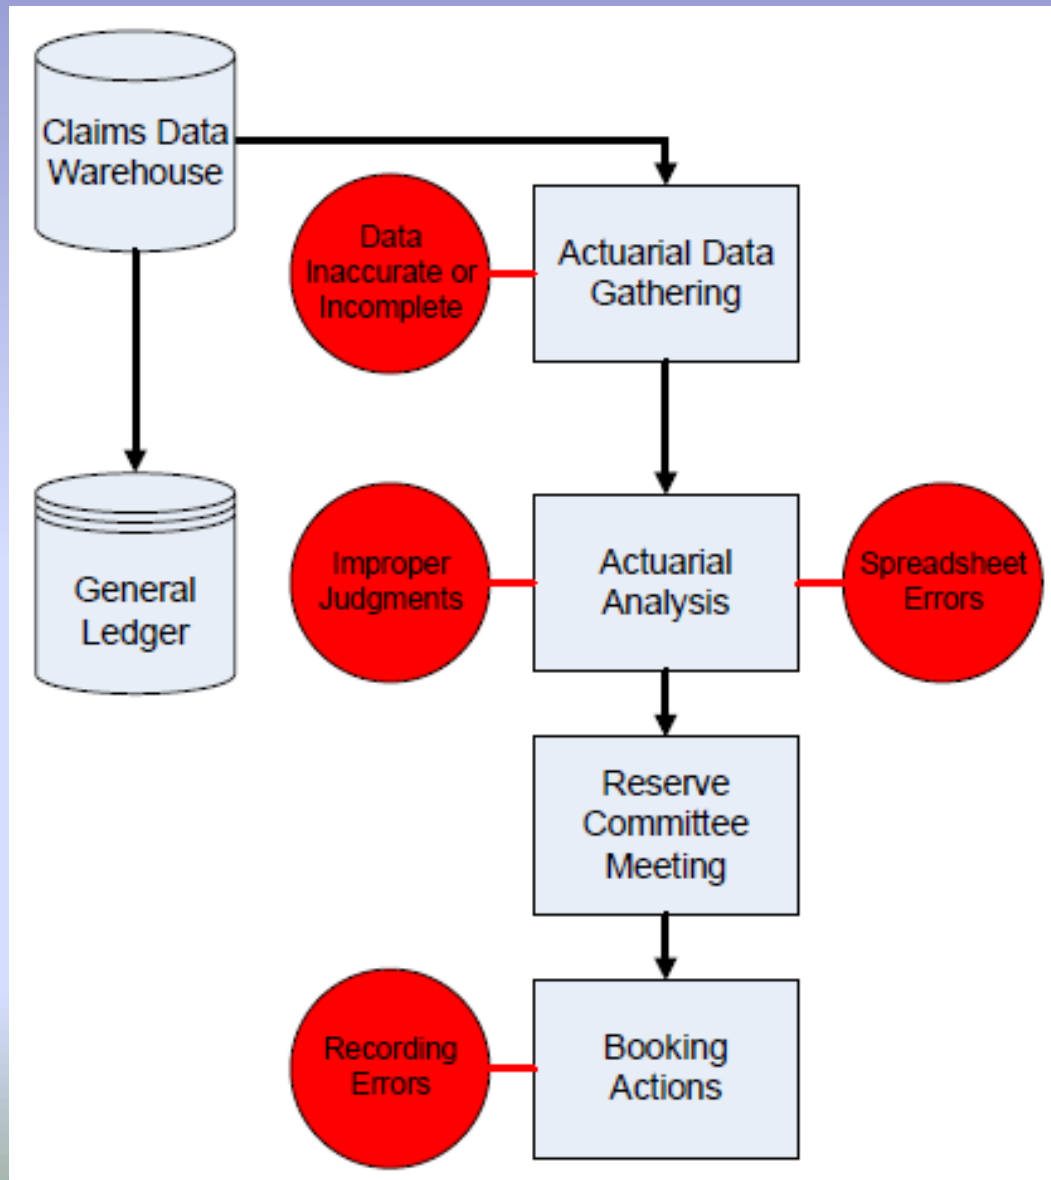 Claims Data
Warehouse
Data
Inaccurate or
Incomplete
Actuarial Data
Gathering
General
Ledger
Improper
Judgments
Actuarial
Analysis
Spreadsheet
Errors
Reserve
Committee
Meeting
Recording
Errors
Booking
Actions